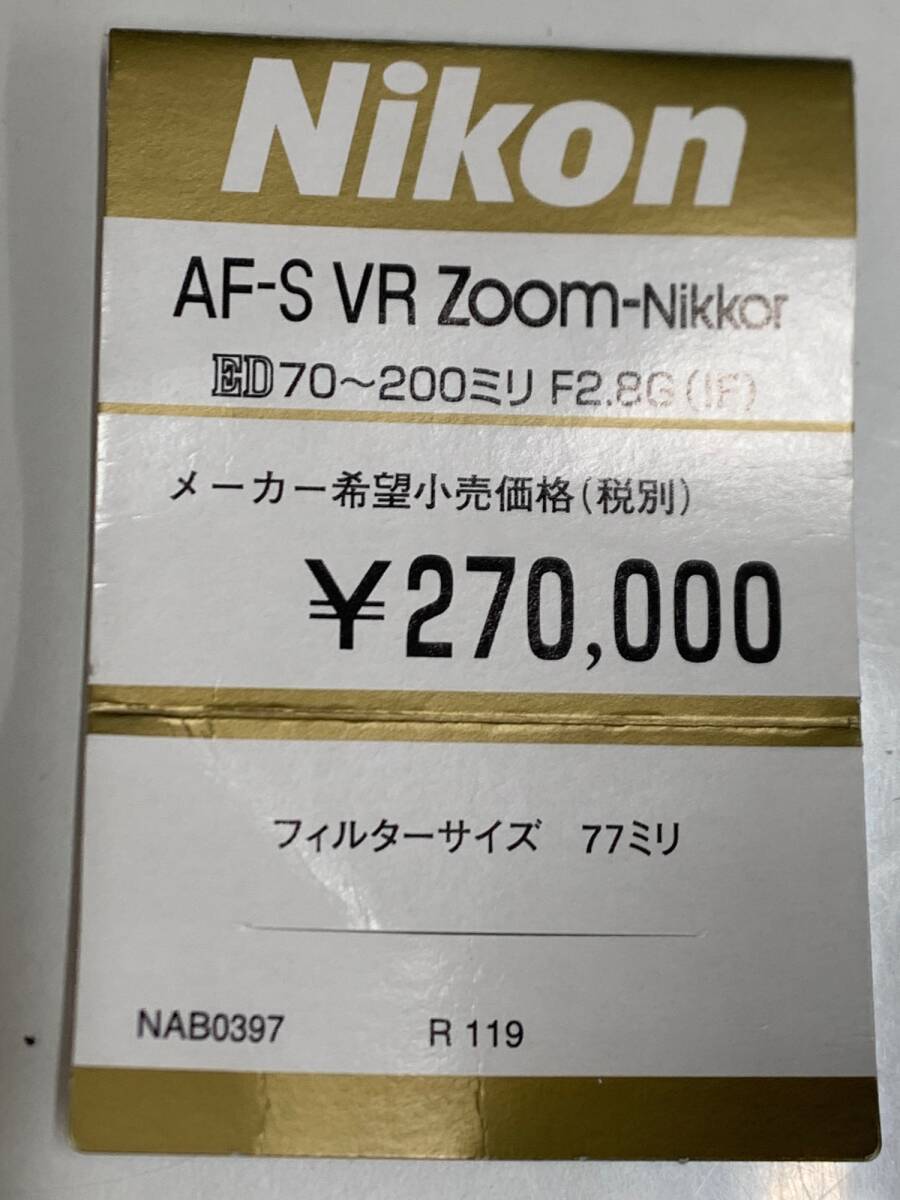 Nikon
AF-S VR Zoom-Nikkor
ED 70～200ミリ F2.8G(IF)
メーカー希望小売価格(税別)
￥270,000
フィルターサイズ　77ミリ
NAB0397 R 119